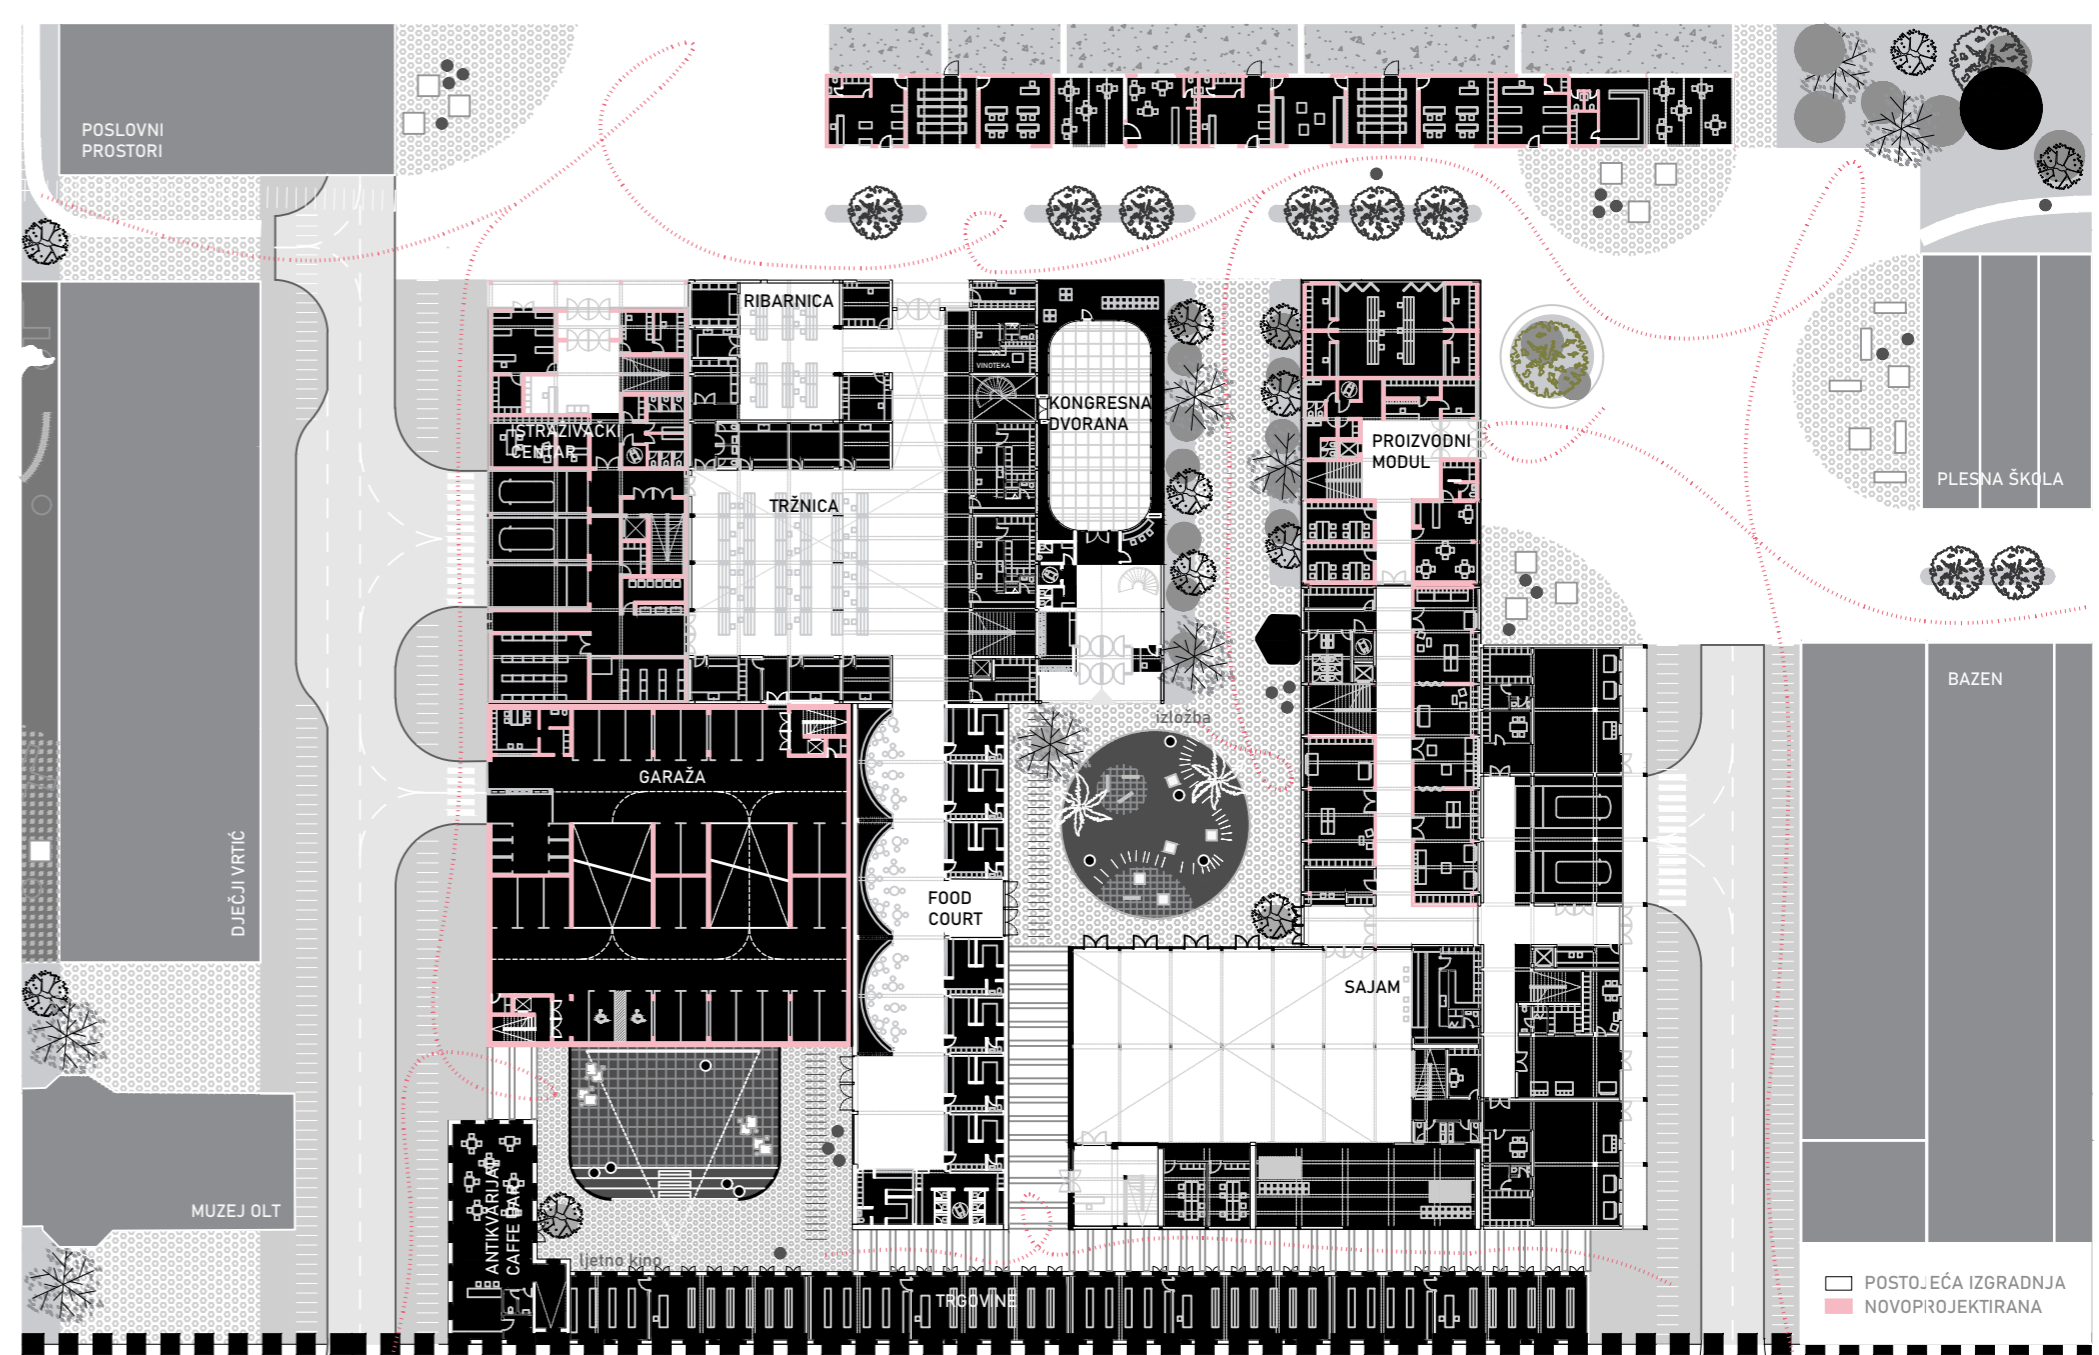 POSLOVNI
PROSTORI
RIBARNICA
VINOTEKA
KONGRESNA
DVORANA
ISTRAŽIVAČKI
CENTAR
PROIZVODNI
MODUL
PLESNA ŠKOLA
TRŽNICA
BAZEN
izložba
GARAŽA
DJEČJI VRTIĆ
FOOD
COURT
SAJAM
MUZEJ OLT
ANTIKVARIJAT
CAFFE BAR
ljetno kino
TRGOVINE
POSTOJEĆA IZGRADNJA
NOVOPROJEKTIRANA